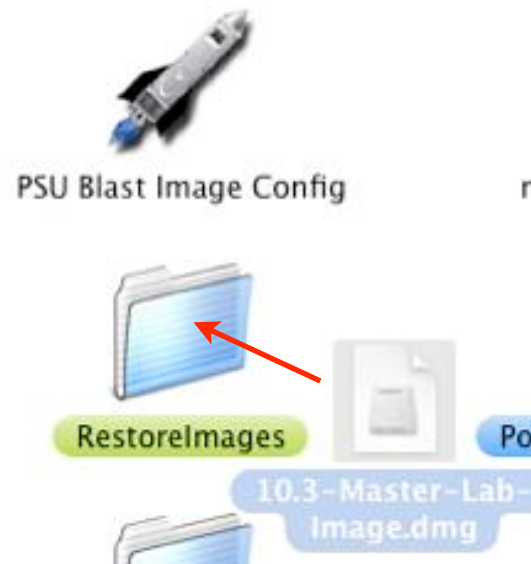 PSU Blast Image Config
RestoreImages
10.3-Master-Lab-
Image.dmg